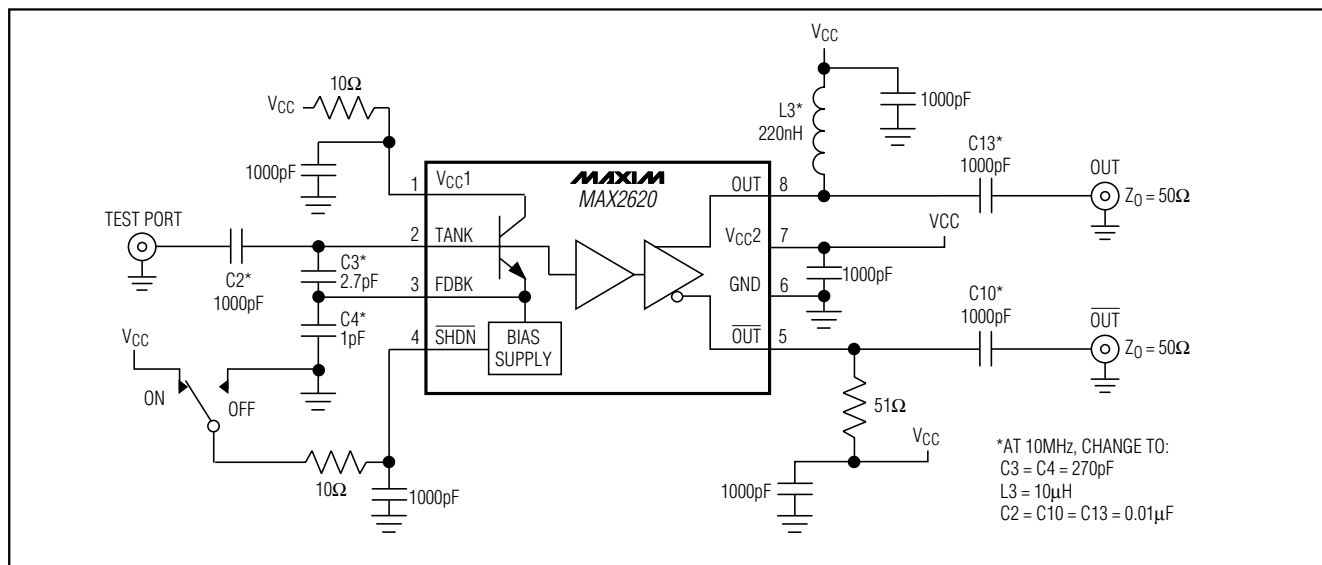 VCC
10Ω
1000pF
VCC
1000pF
L3*
220nH
1000pF
C13*
1000pF
OUT
Z0 = 50Ω
TEST PORT
C2*
1000pF
C3*
2.7pF
C4*
1pF
1
VCC1
2
TANK
3
FDBK
4
SHDN
BIAS
SUPPLY
MAXIM
MAX2620
OUT
8
VCC2
7
GND
6
OUT
5
VCC
1000pF
C10*
1000pF
OUT
Z0 = 50Ω
VCC
ON
OFF
10Ω
1000pF
51Ω
VCC
1000pF
*AT 10MHz, CHANGE TO:
C3 = C4 = 270pF
L3 = 10µH
C2 = C10 = C13 = 0.01µF